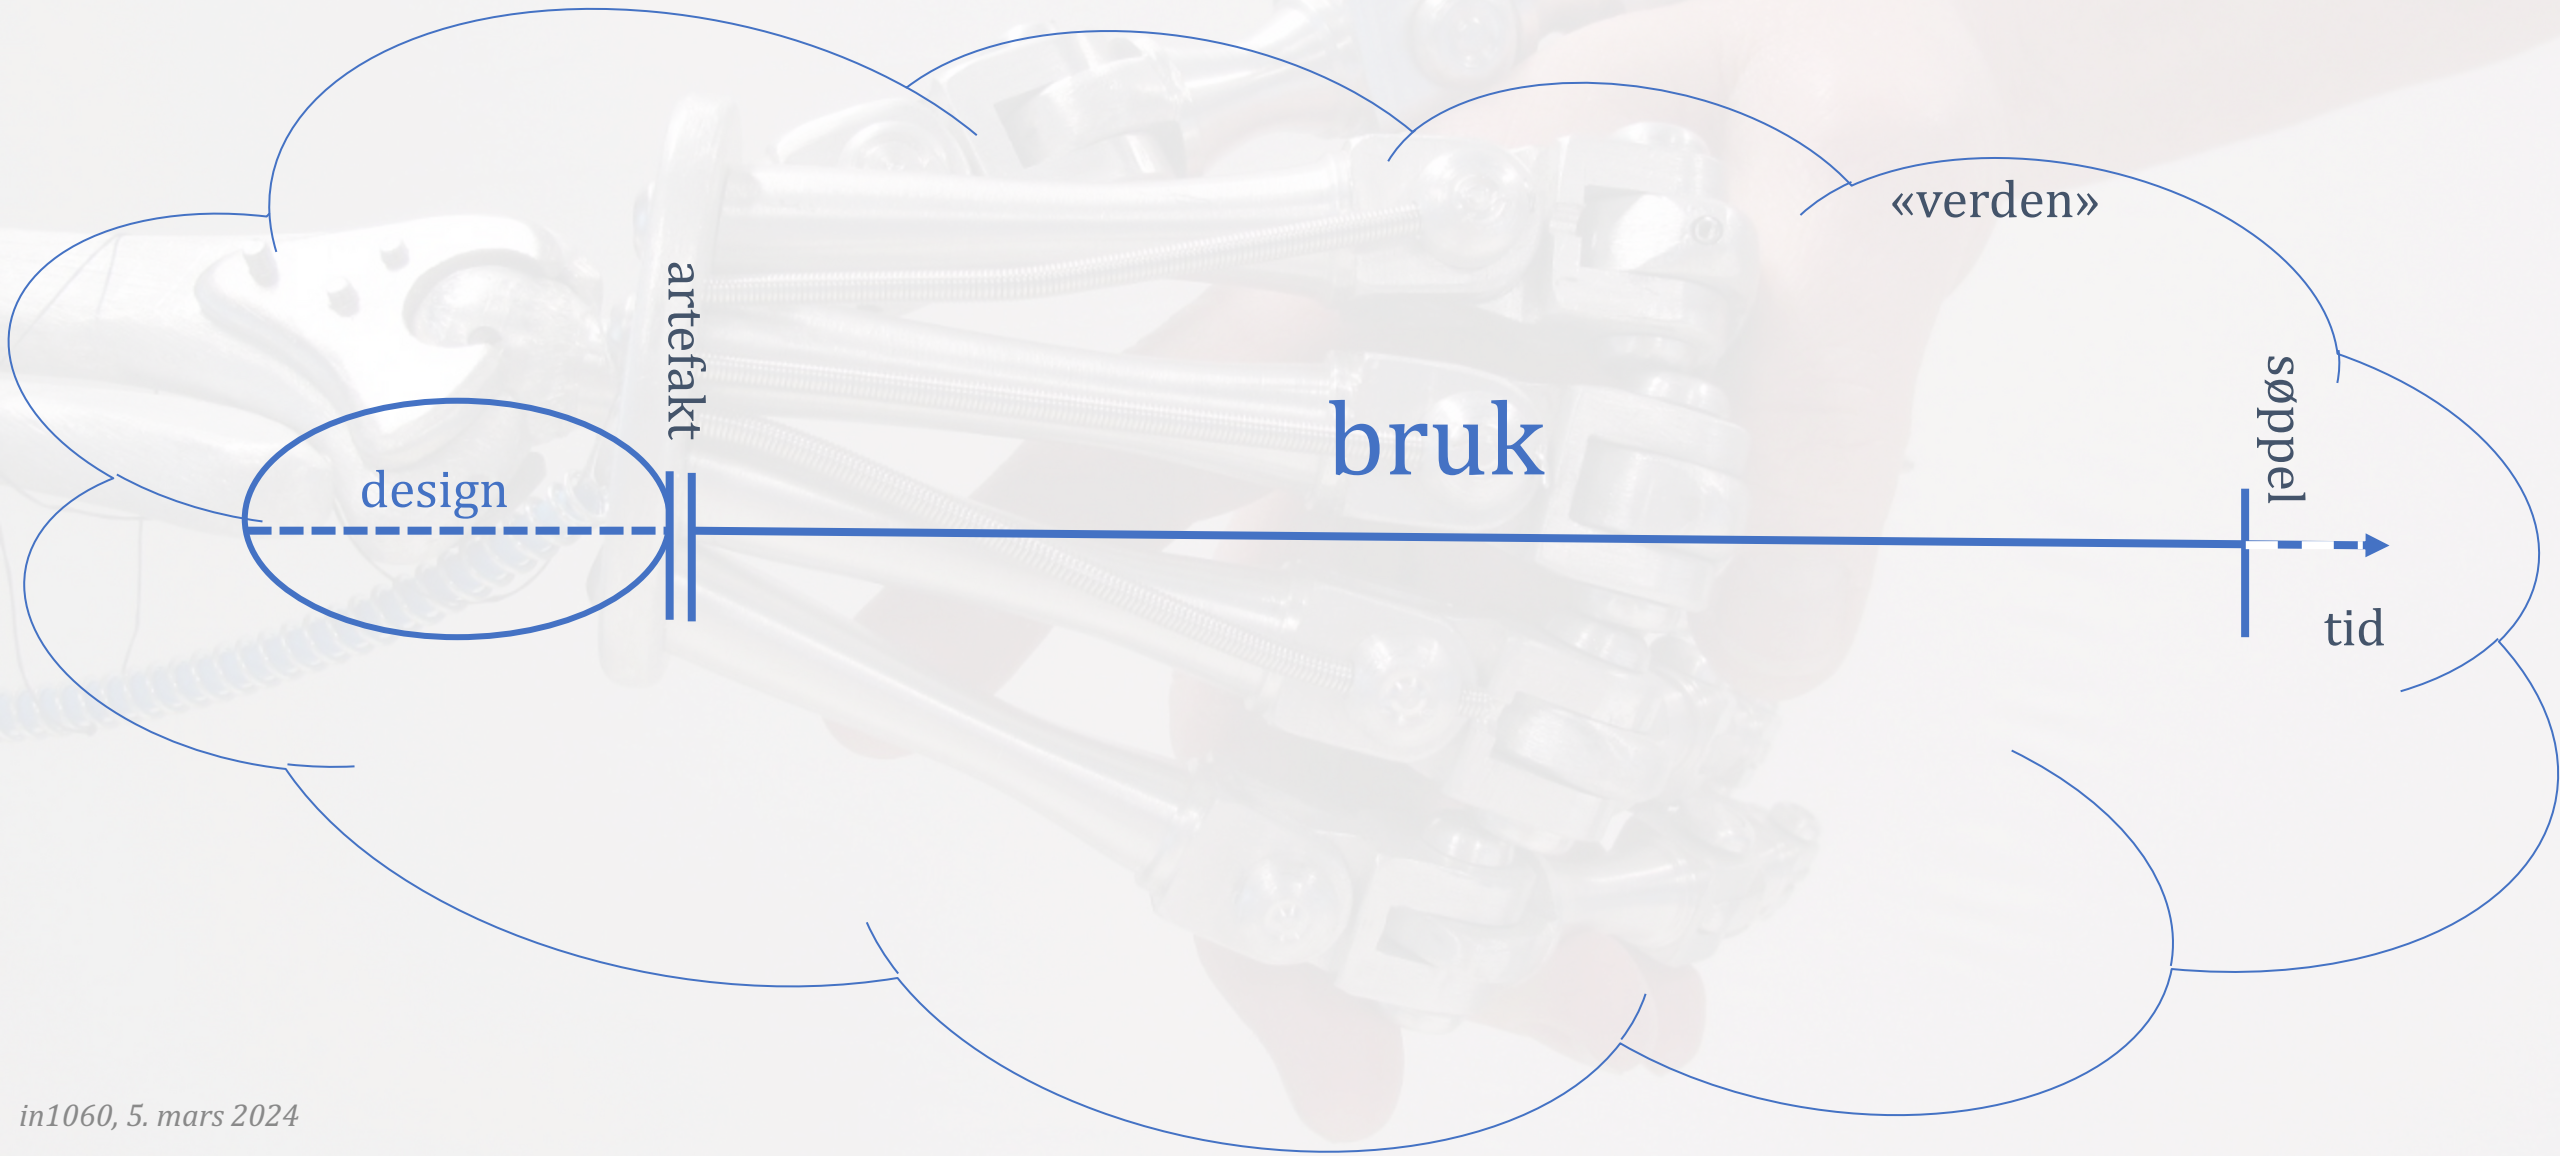 «verden»
artefakt
søppel
bruk
design
tid
in1060, 5. mars 2024